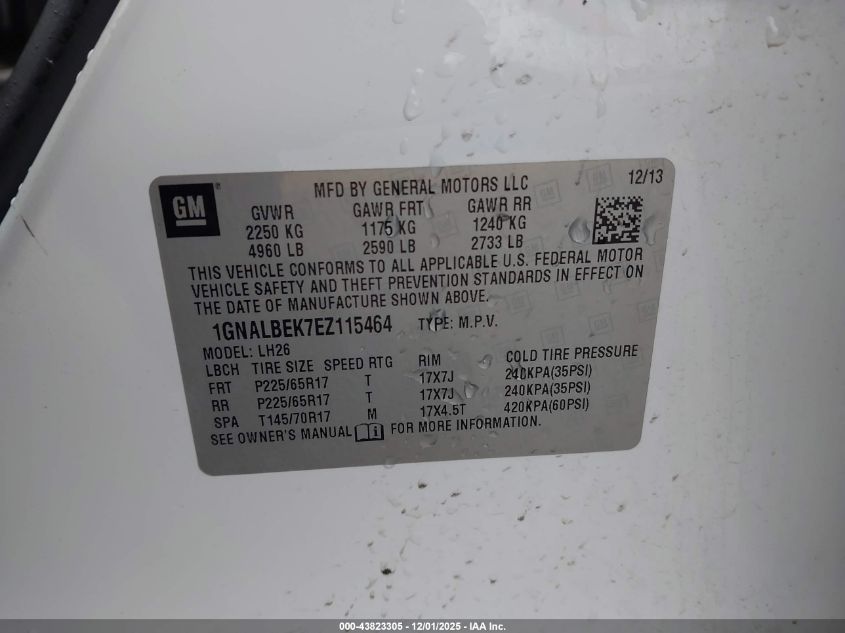 GM
MFD BY GENERAL MOTORS LLC 12/13
GVWR GAWR FRT GAWR RR
2250 KG 1175 KG 1240 KG
4960 LB 2590 LB 2733 LB
THIS VEHICLE CONFORMS TO ALL APPLICABLE U.S. FEDERAL MOTOR
VEHICLE SAFETY AND THEFT PREVENTION STANDARDS IN EFFECT ON
THE DATE OF MANUFACTURE SHOWN ABOVE.
1GNALBEK7EZ115464 TYPE: M.P.V.
MODEL: LH26
LBCH TIRE SIZE SPEED RTG RIM COLD TIRE PRESSURE
FRT P225/65R17 T 17X7J 240KPA(35PSI)
RR P225/65R17 T 17X7J 240KPA(35PSI)
SPA T145/70R17 M 17X4.5T 420KPA(60PSI)
SEE OWNER'S MANUAL FOR MORE INFORMATION.
000-43823305 - 12/01/2025 - IAA Inc.